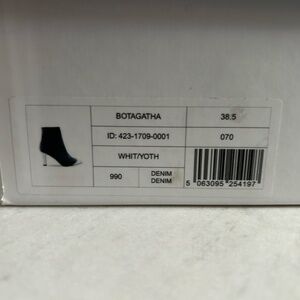 BOTAGATHA 38.5
ID: 423-1709-0001 070
WHIT/YOTH
990 DENIM
DENIM
5 063095 254197